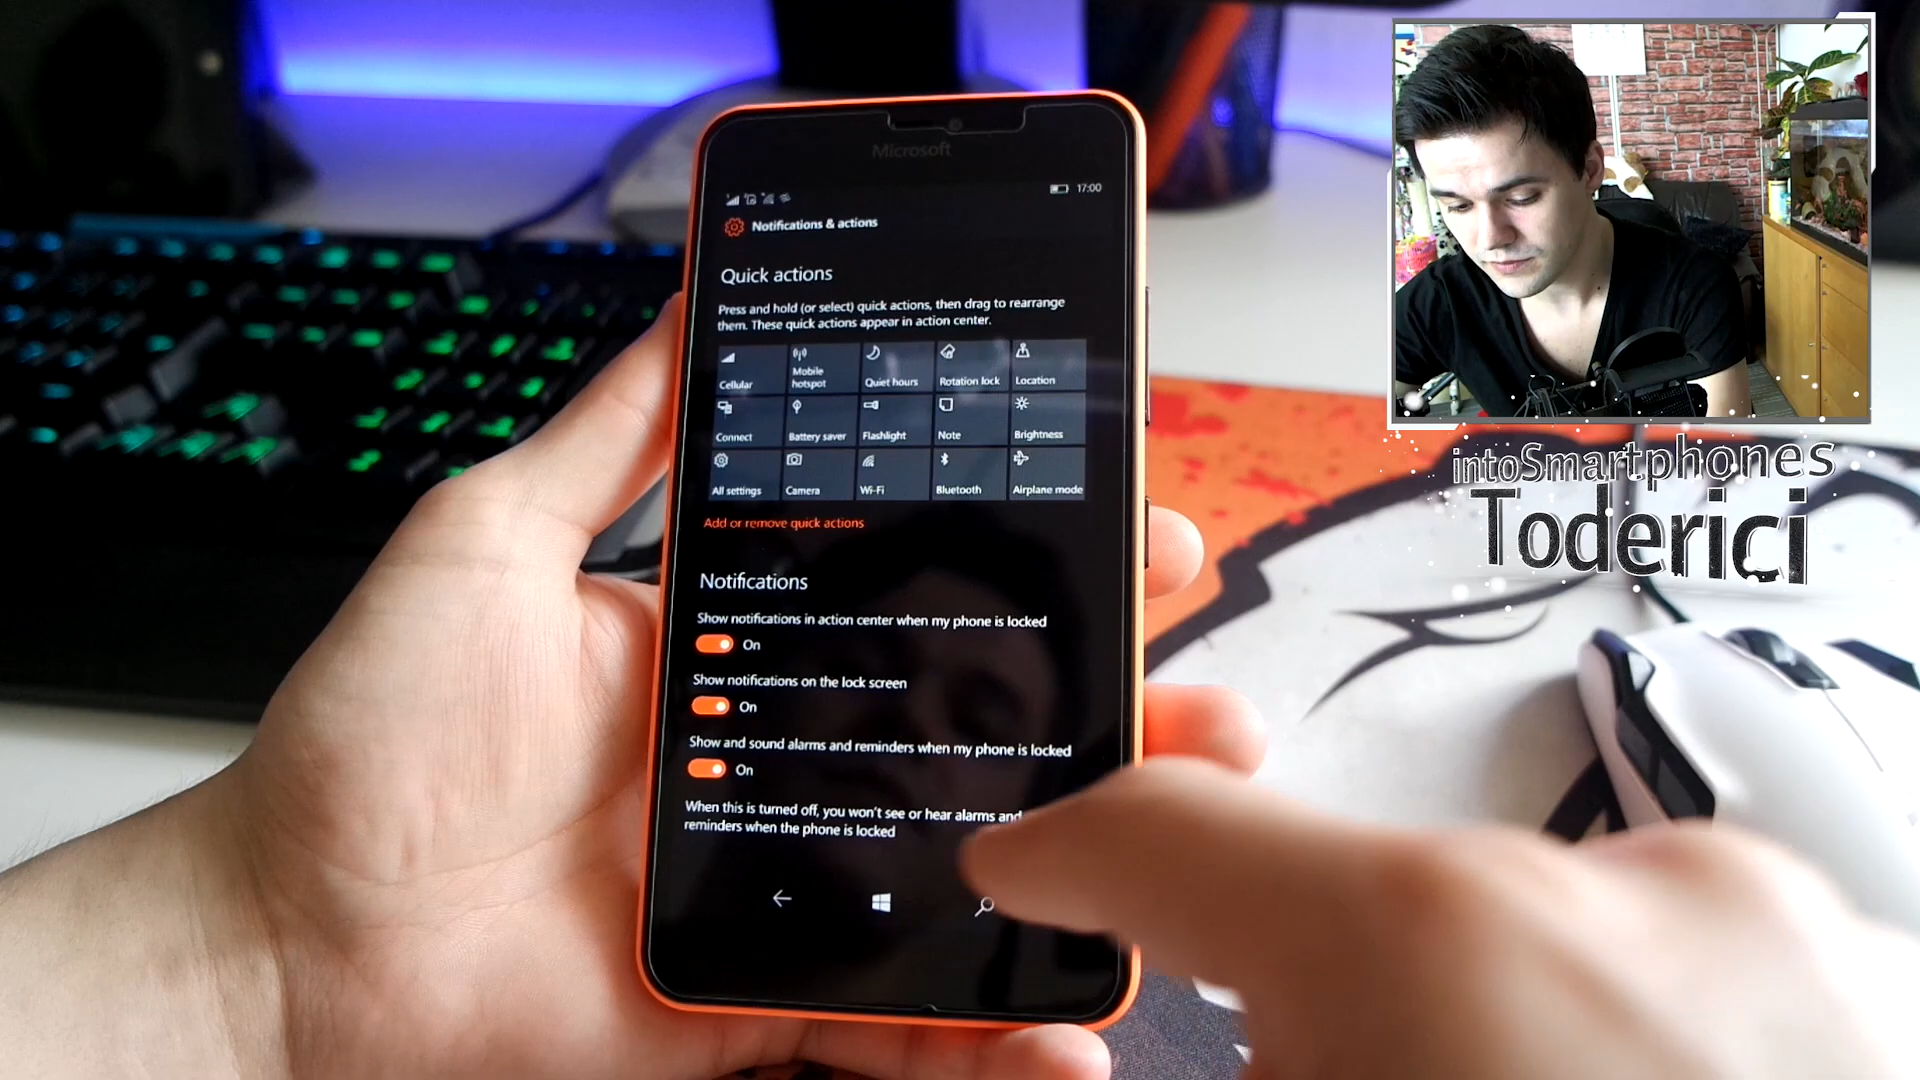 Microsoft
17:00
Notifications & actions
Quick actions
Press and hold (or select) quick actions, then drag to rearrange
them. These quick actions appear in action center.
Cellular
Mobile
hotspot
Quiet hours
Rotation lock
Location
Connect
Battery saver
Flashlight
Note
Brightness
All settings
Camera
Wi-Fi
Bluetooth
Airplane mode
Add or remove quick actions
Notifications
Show notifications in action center when my phone is locked
On
Show notifications on the lock screen
On
Show and sound alarms and reminders when my phone is locked
On
When this is turned off, you won't see or hear alarms and
reminders when the phone is locked
intoSmartphones
Toderici